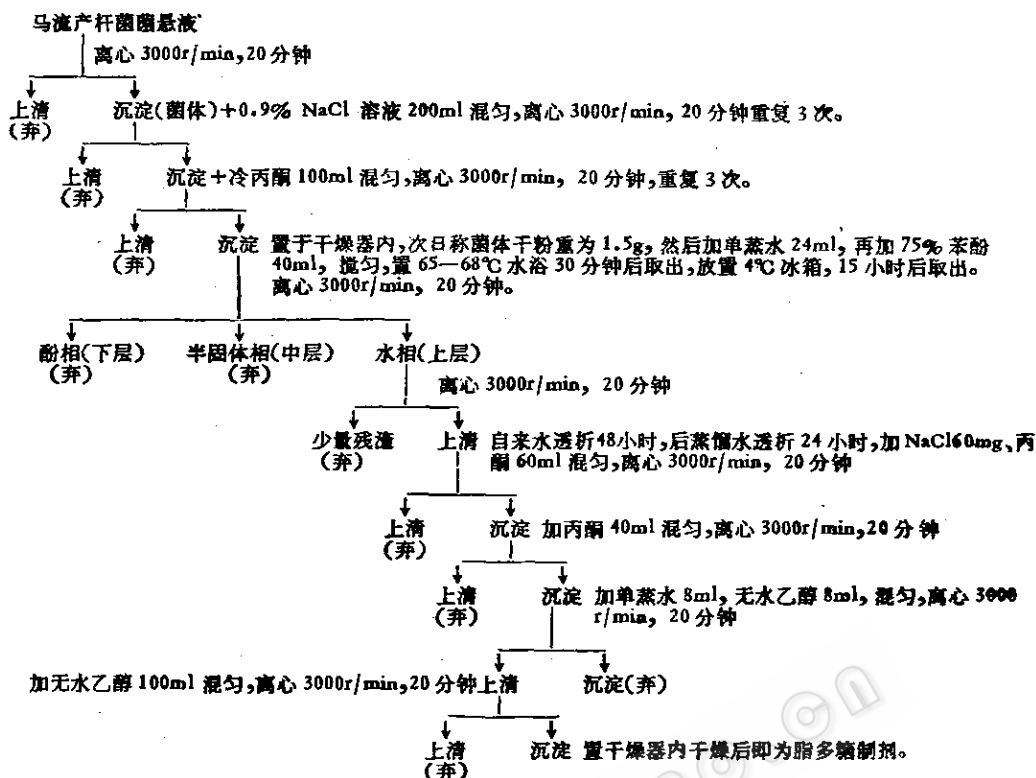 马流产杆菌菌悬液
离心 3000r/min,20 分钟
上清 沉淀(菌体)+0.9% NaCl 溶液 200ml 混匀,离心 3000r/min, 20 分钟重复 3 次。
(弃)
上清 沉淀+冷丙酮 100ml 混匀,离心 3000r/min, 20 分钟,重复 3 次。
(弃)
上清 沉淀 置于干燥器内,次日称菌体干粉重为 1.5g, 然后加单蒸水 24ml, 再加 75% 苯酚
(弃) 40ml, 搅匀,置 65—68℃ 水浴 30 分钟后取出,放置 4℃ 冰箱, 15 小时后取出。
离心 3000r/min, 20 分钟。
酚相(下层) 半固体相(中层) 水相(上层)
(弃) (弃)
离心 3000r/min, 20 分钟
少量残渣 上清 自来水透析48小时,后蒸馏水透析 24 小时,加 NaCl60mg、丙
(弃) 酮 60ml 混匀,离心 3000r/min, 20 分钟
上清 沉淀 加丙酮 40ml 混匀,离心 3000r/min,20 分钟
(弃)
上清 沉淀 加单蒸水 8ml, 无水乙醇 8ml, 混匀,离心 3000
(弃) r/min, 20 分钟
加无水乙醇 100ml 混匀,离心 3000r/min,20 分钟上清 沉淀(弃)
上清 沉淀 置干燥器内干燥后即为脂多糖制剂。
(弃)